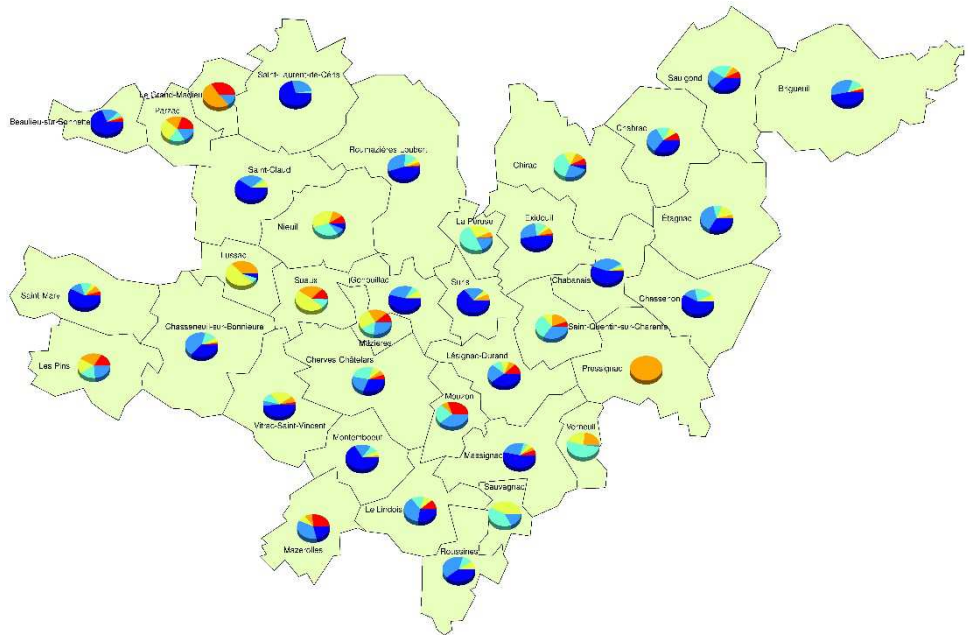 Saint-Laurent-de-Céris
Saulgond
Brigueuil
Le Grand-Madieu
Parzac
Beaulieu-sur-Sonnette
Chabrac
Roumazières Loubert
Chirac
Saint-Claud
La Péruse
Exideuil
Étagnac
Nieuil
Lussac
Suaux
Genouillac
Suris
Chabanais
Chassenon
Saint-Mary
Mazières
Saint-Quentin-sur-Charente
Chasseneuil-sur-Bonnieure
Les Pins
Cherves Châtelars
Lésignac-Durand
Pressignac
Mouzon
Vitrac-Saint-Vincent
Verneuil
Montemboeuf
Massignac
Sauvagnac
Le Lindois
Mazerolles
Roussines